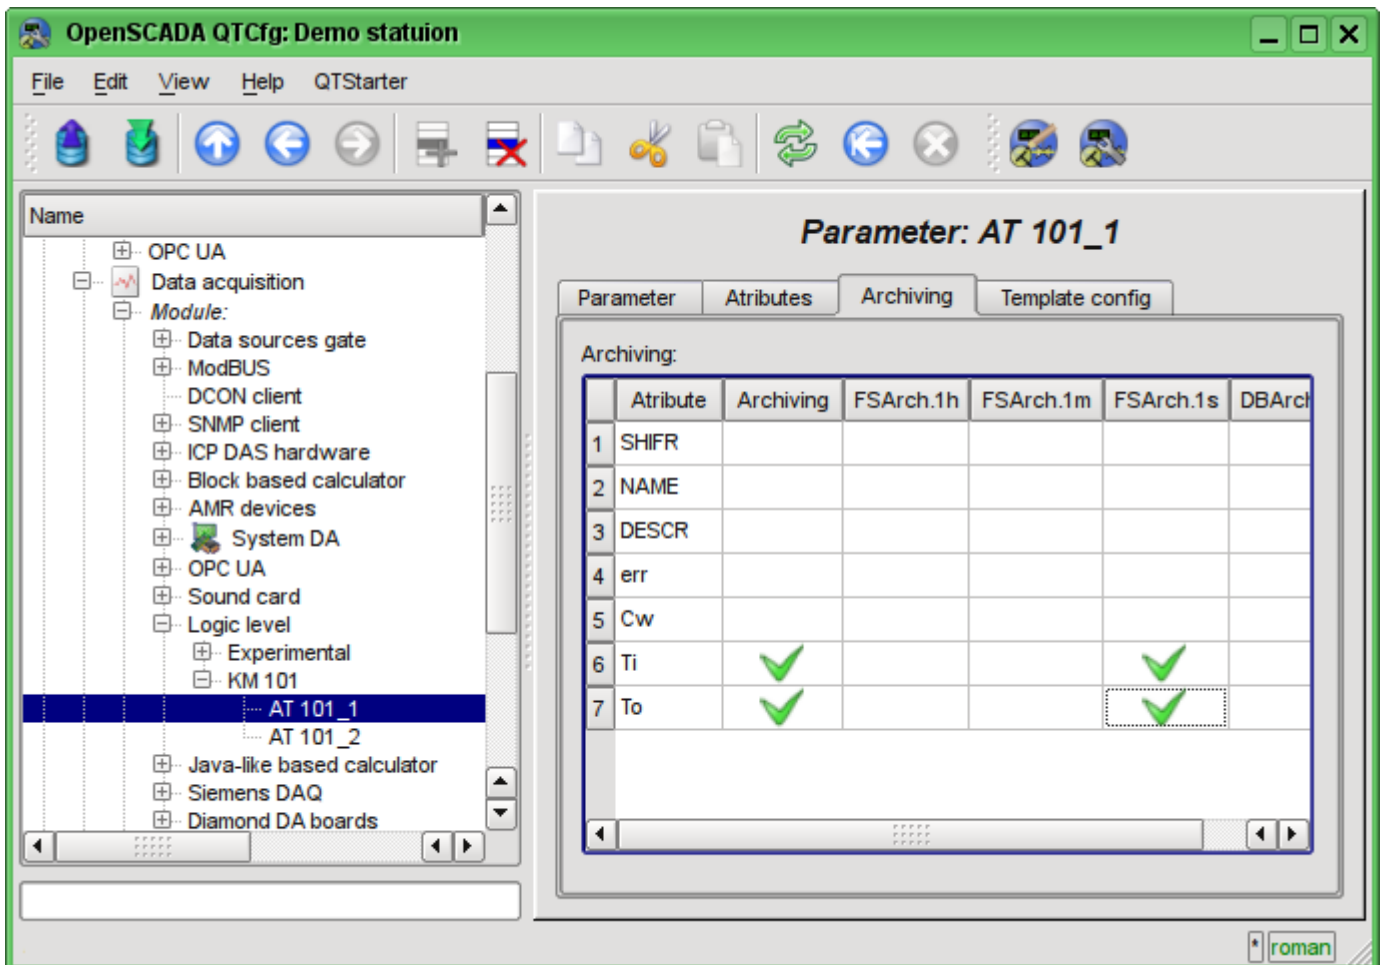 OpenSCADA QTCfg: Demo statuion
File Edit View Help QTStarter
Name
OPC UA
Data acquisition
Module:
Data sources gate
ModBUS
DCON client
SNMP client
ICP DAS hardware
Block based calculator
AMR devices
System DA
OPC UA
Sound card
Logic level
Experimental
KM 101
AT 101_1
AT 101_2
Java-like based calculator
Siemens DAQ
Diamond DA boards
Parameter: AT 101_1
Parameter Atributes Archiving Template config
Archiving:
Atribute Archiving FSArch.1h FSArch.1m FSArch.1s DBArch
1 SHIFR
2 NAME
3 DESCR
4 err
5 Cw
6 Ti
7 To
* roman